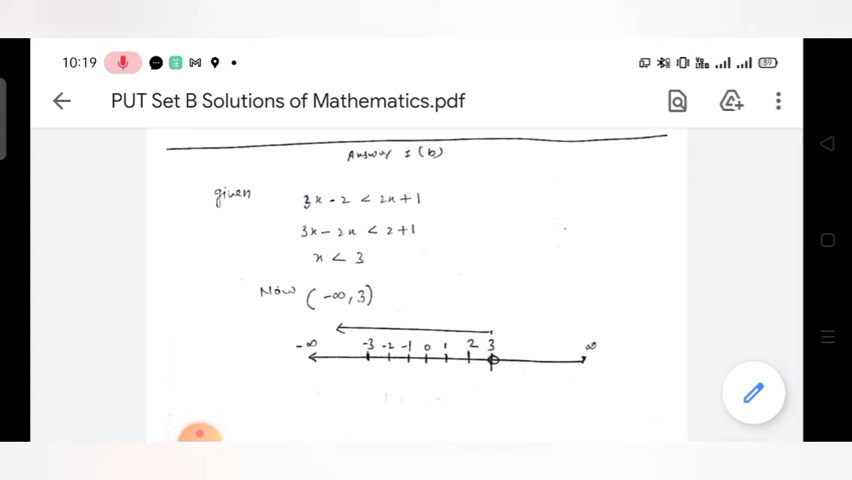 10:19
39
PUT Set B Solutions of Mathematics.pdf
Answer 1 (b)
given 3x - 2 < 2x + 1
3x - 2x < 2 + 1
x < 3
Now (-∞, 3)
-∞ -3 -2 -1 0 1 2 3 ∞